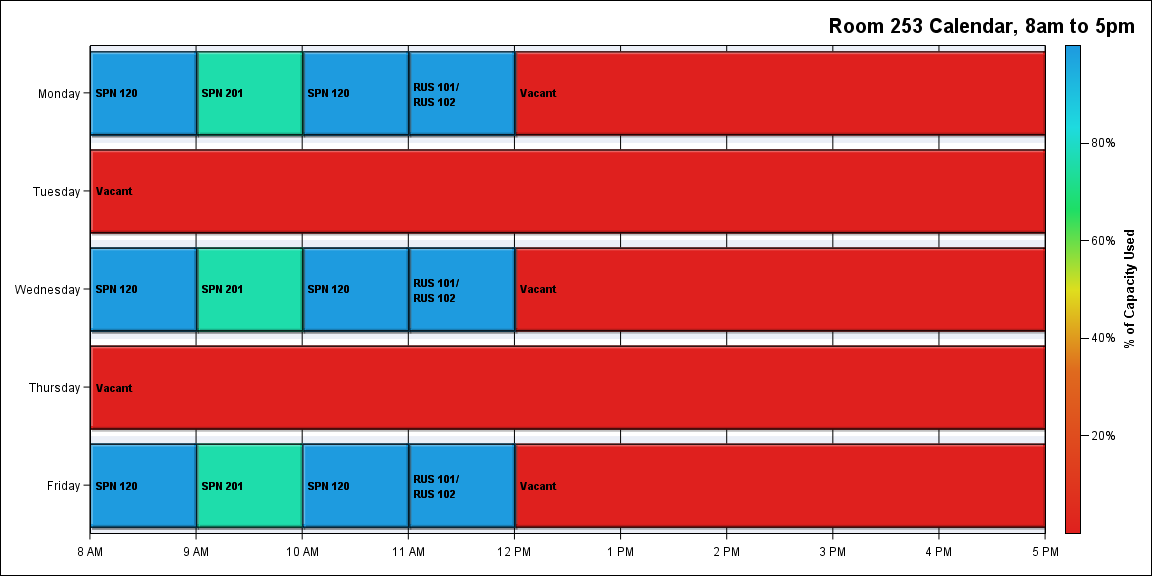 Room 253 Calendar, 8am to 5pm
Monday
SPN 120
SPN 201
SPN 120
RUS 101/
RUS 102
Vacant
Tuesday
Vacant
Wednesday
SPN 120
SPN 201
SPN 120
RUS 101/
RUS 102
Vacant
Thursday
Vacant
Friday
SPN 120
SPN 201
SPN 120
RUS 101/
RUS 102
Vacant
8 AM
9 AM
10 AM
11 AM
12 PM
1 PM
2 PM
3 PM
4 PM
5 PM
80%
60%
40%
20%
% of Capacity Used